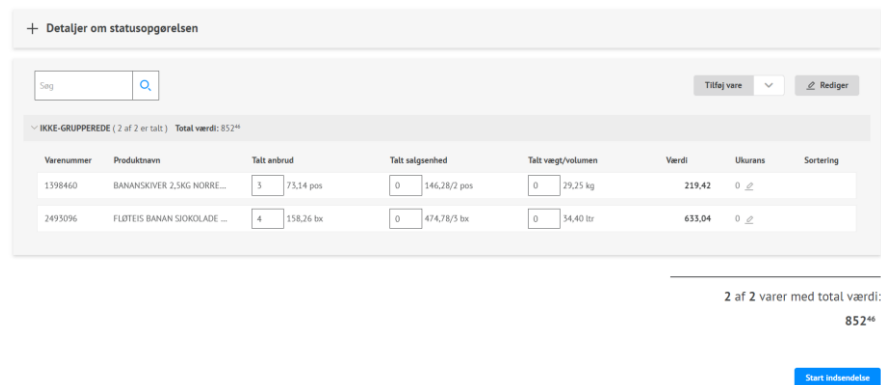 + Detaljer om statusopgørelsen
Søg
Tilføj vare
Rediger
IKKE-GRUPPEREDE ( 2 af 2 er talt ) Total værdi: 852⁴⁶
Varenummer Produktnavn Talt anbrud Talt salgsenhed Talt vægt/volumen Værdi Ukurans Sortering
1398460 BANANSKIVER 2,5KG NORRE... 3 73,14 pos 0 146,28/2 pos 0 29,25 kg 219,42 0
2493096 FLØTEIS BANAN SJOKOLADE ... 4 158,26 bx 0 474,78/3 bx 0 34,40 ltr 633,04 0
2 af 2 varer med total værdi:
852⁴⁶
Start indsendelse